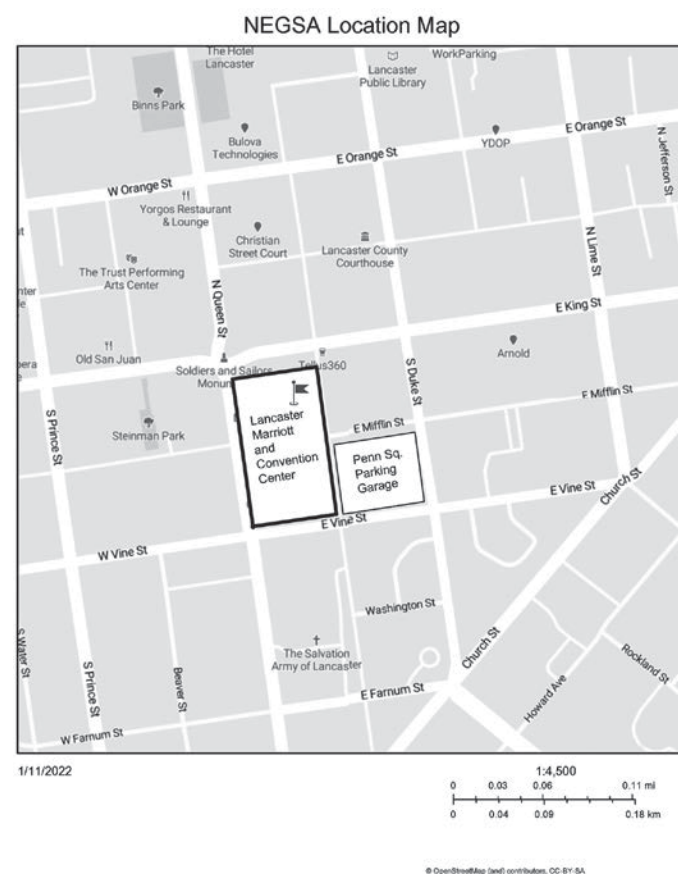 NEGSA Location Map
The Hotel
Lancaster
WorkParking
Lancaster
Public Library
Binns Park
Bulova
Technologies
YDOP
E Orange St
E Orange St
N Jefferson St
W Orange St
Yorgos Restaurant
& Lounge
Christian
Street Court
Lancaster County
Courthouse
N Lime St
The Trust Performing
Arts Center
N Queen St
E King St
Old San Juan
Soldiers and Sailors
Tellus360
Arnold
S Duke St
S Prince St
Steinman Park
Lancaster
Marriott
and
Convention
Center
E Mifflin St
E Mifflin St
Penn Sq.
Parking
Garage
E Vine St
E Vine St
Church St
W Vine St
Washington St
The Salvation
Army of Lancaster
Church St
S Water St
S Prince St
Beaver St
E Farnum St
Howard Ave
Rockland St
W Farnum St
1/11/2022
1:4,500
0 0.03 0.06 0.11 mi
0 0.04 0.09 0.18 km
© OpenStreetMap (and) contributors, CC-BY-SA